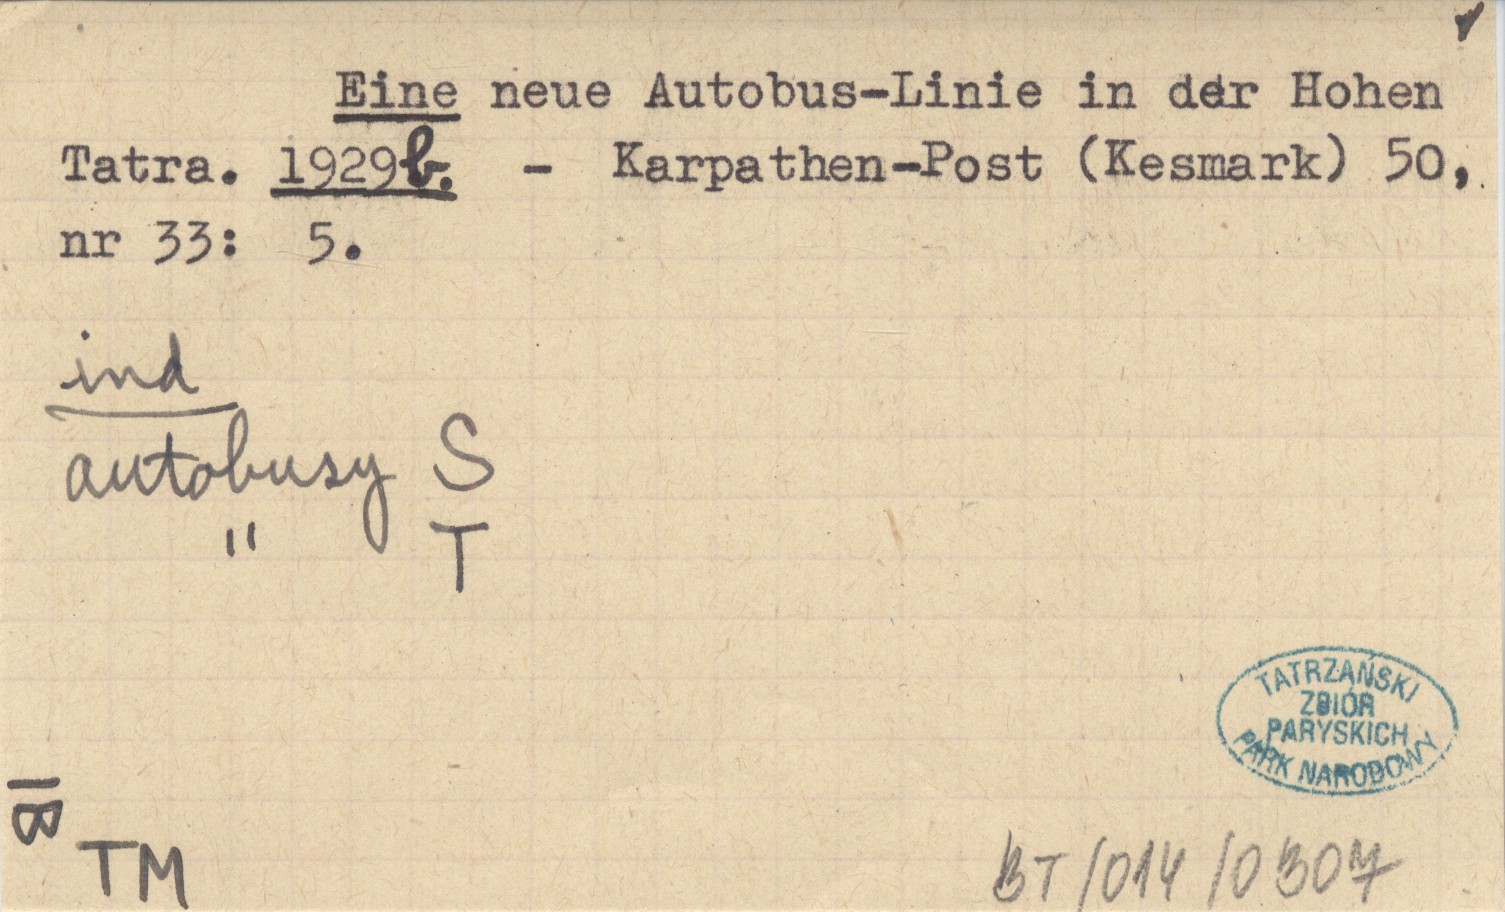 Eine neue Autobus-Linie in der Hohen
Tatra. 1929b. - Karpathen-Post (Kesmark) 50,
nr 33: 5.
ind
autobusy S
" T
TATRZAŃSKI
ZBIÓR
PARYSKICH
PARK NARODOWY
IB
TM
BT/014/0307